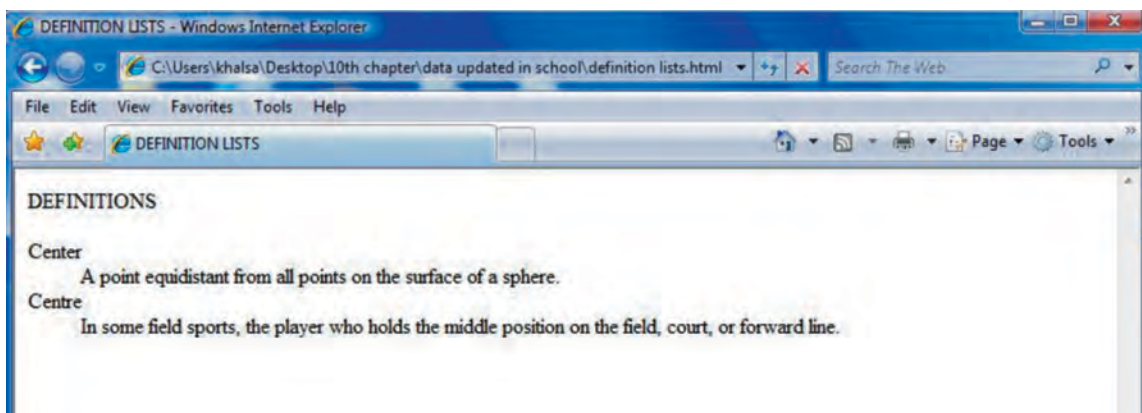 DEFINITION LISTS - Windows Internet Explorer
C:\Users\khalsa\Desktop\10th chapter\data updated in school\definition lists.html
Search The Web
File Edit View Favorites Tools Help
DEFINITION LISTS
Page Tools
DEFINITIONS
Center
A point equidistant from all points on the surface of a sphere.
Centre
In some field sports, the player who holds the middle position on the field, court, or forward line.